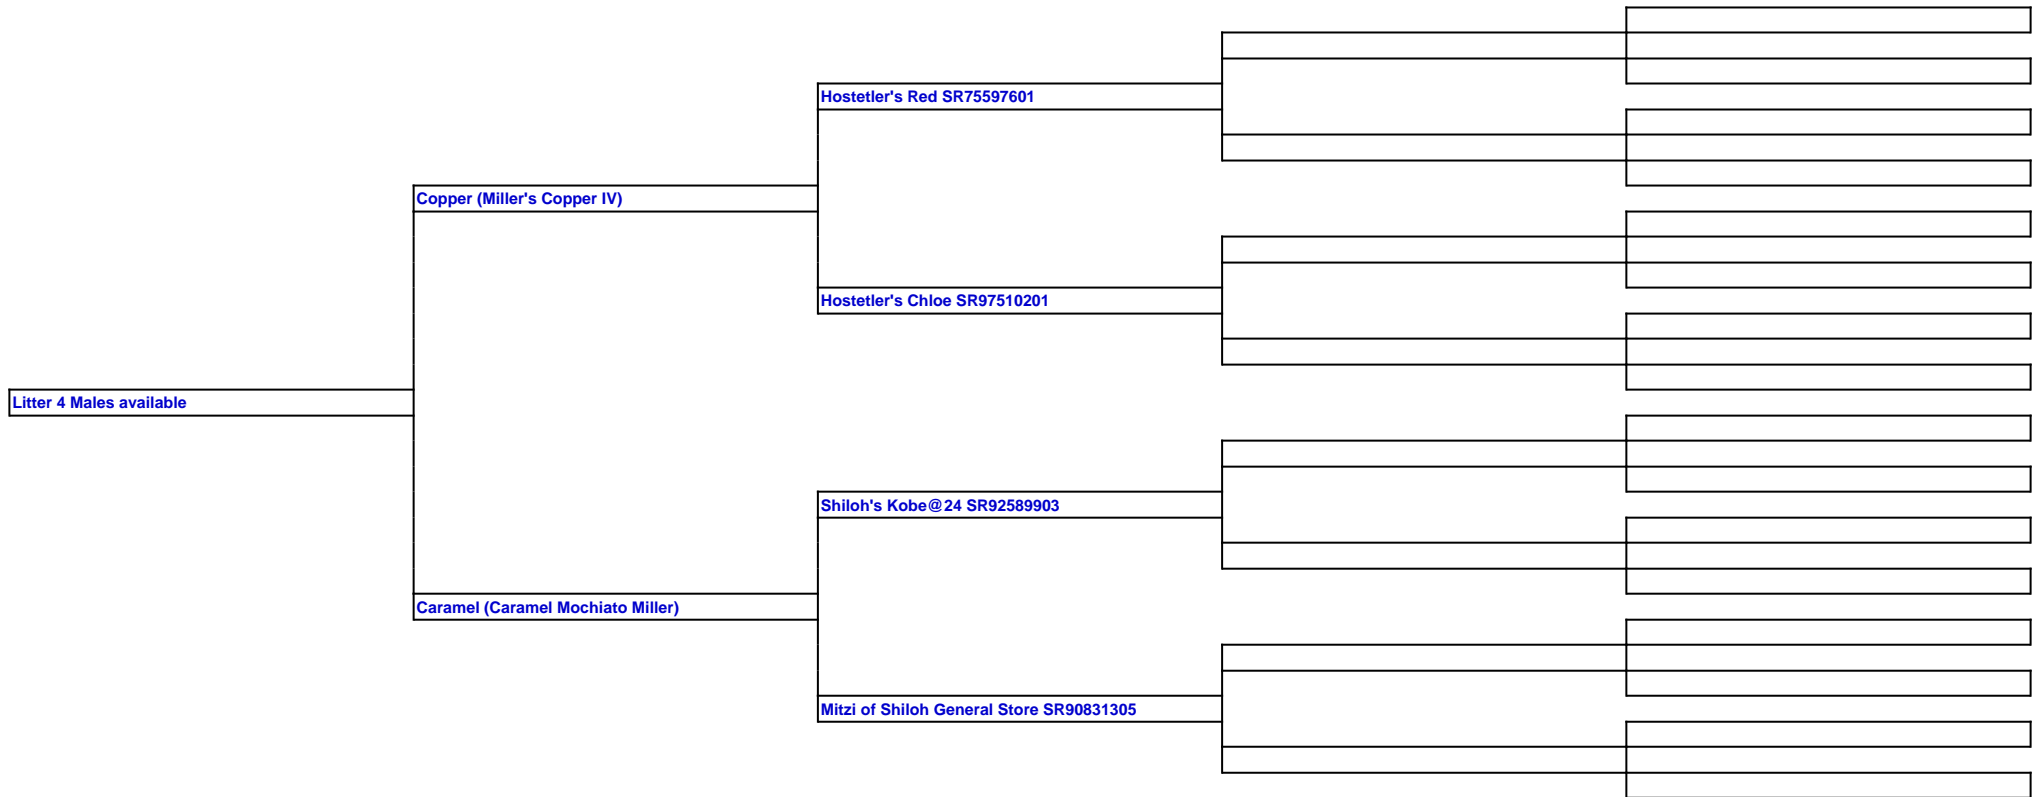 Hostetler's Red SR75597601
Copper (Miller's Copper IV)
Hostetler's Chloe SR97510201
Litter 4 Males available
Shiloh's Kobe@24 SR92589903
Caramel (Caramel Mochiato Miller)
Mitzi of Shiloh General Store SR90831305